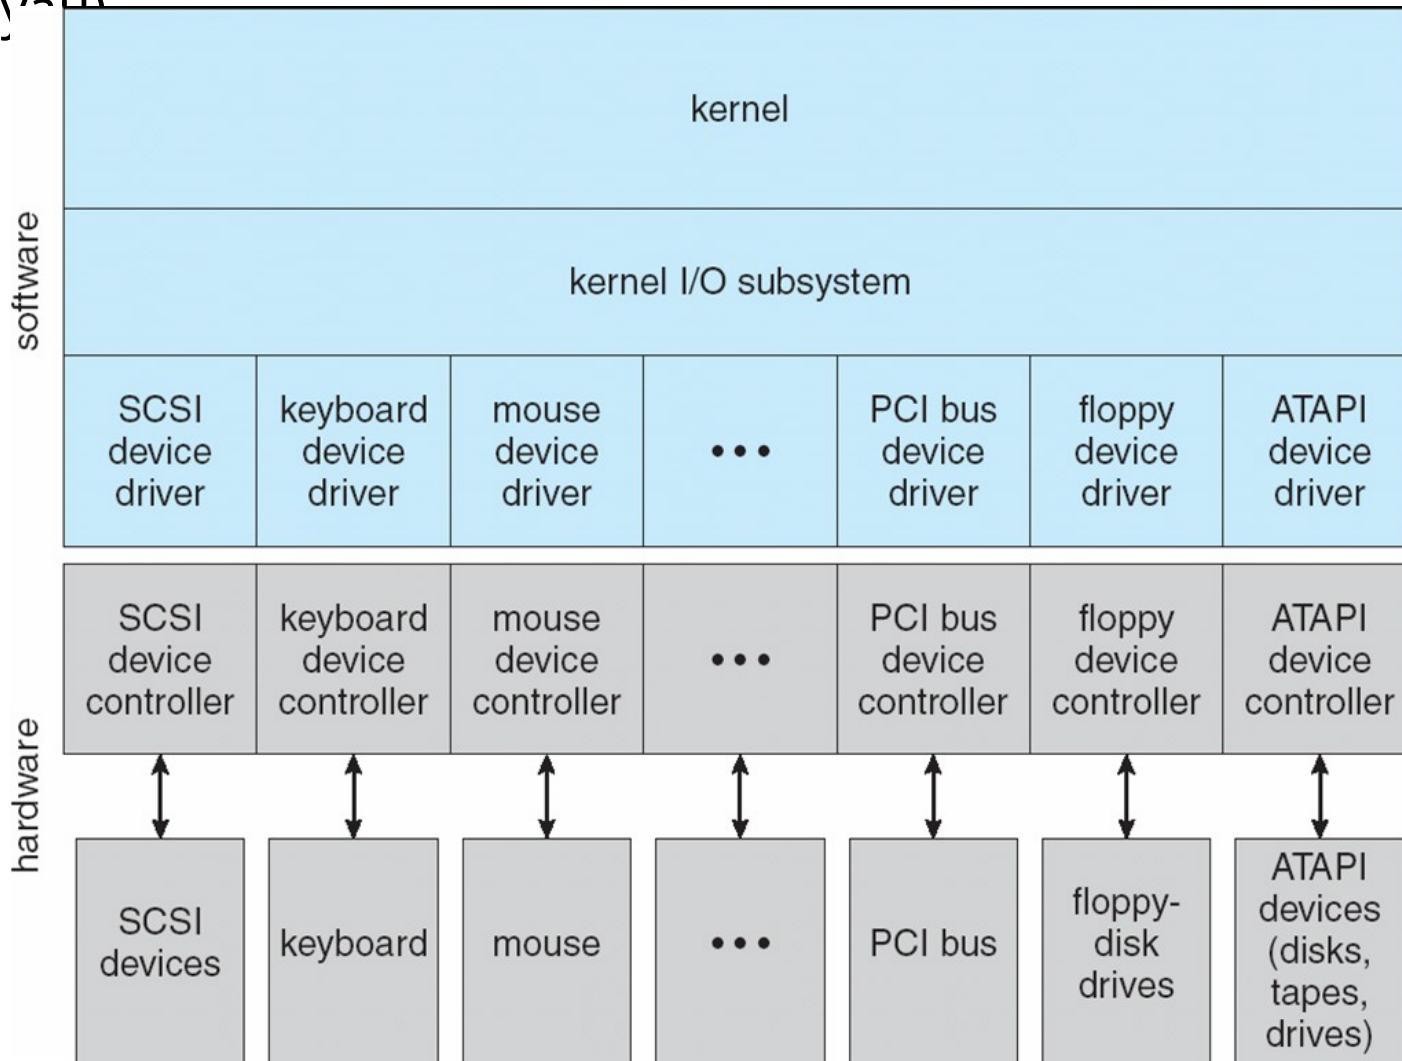 kernel
kernel I/O subsystem
software
SCSI
device
driver
keyboard
device
driver
mouse
device
driver
•••
PCI bus
device
driver
floppy
device
driver
ATAPI
device
driver
hardware
SCSI
device
controller
keyboard
device
controller
mouse
device
controller
•••
PCI bus
device
controller
floppy
device
controller
ATAPI
device
controller
SCSI
devices
keyboard
mouse
•••
PCI bus
floppy-
disk
drives
ATAPI
devices
(disks,
tapes,
drives)